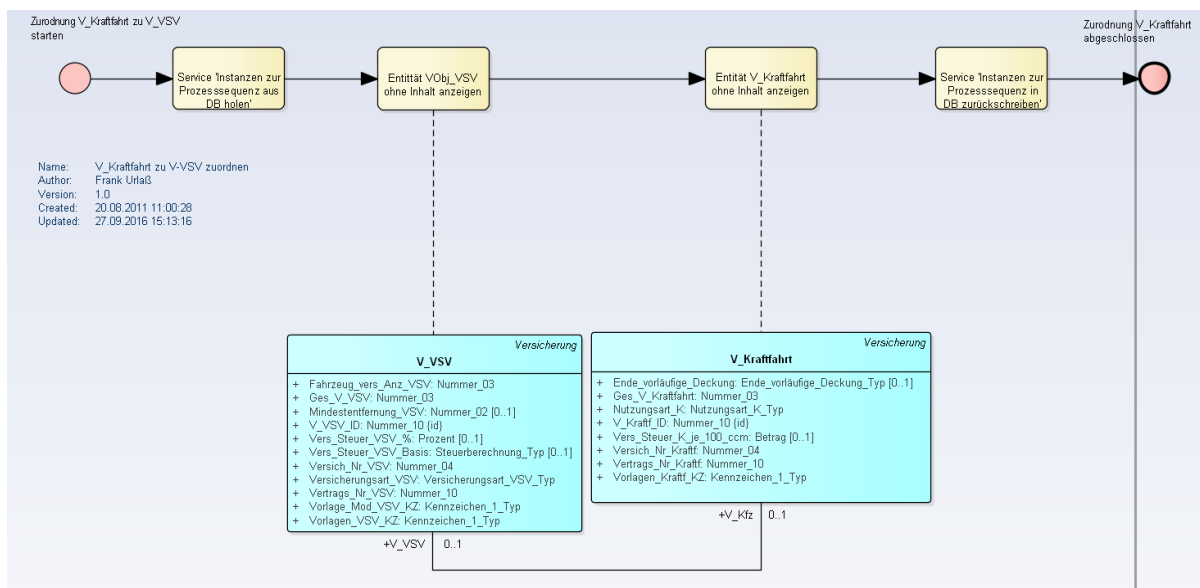 Zurodnung V_Kraftfahrt zu V_VSV
starten
Zurodnung V_Kraftfahrt
abgeschlossen
Service 'Instanzen zur
Prozesssequenz aus
DB holen'
Entittät VObj_VSV
ohne Inhalt anzeigen
Entität V_Kraftfahrt
ohne Inhalt anzeigen
Service 'Instanzen zur
Prozesssequenz in
DB zurückschreiben'
Name: V_Kraftfahrt zu V-VSV zuordnen
Author: Frank Urlaß
Version: 1.0
Created: 20.08.2011 11:00:28
Updated: 27.09.2016 15:13:16
Versicherung
V_VSV
+ Fahrzeug_vers_Anz_VSV: Nummer_03
+ Ges_V_VSV: Nummer_03
+ Mindestentfernung_VSV: Nummer_02 [0..1]
+ V_VSV_ID: Nummer_10 {id}
+ Vers_Steuer_VSV_%: Prozent [0..1]
+ Vers_Steuer_VSV_Basis: Steuerberechnung_Typ [0..1]
+ Versich_Nr_VSV: Nummer_04
+ Versicherungsart_VSV: Versicherungsart_VSV_Typ
+ Vertrags_Nr_VSV: Nummer_10
+ Vorlage_Mod_VSV_KZ: Kennzeichen_1_Typ
+ Vorlagen_VSV_KZ: Kennzeichen_1_Typ
Versicherung
V_Kraftfahrt
+ Ende_vorläufige_Deckung: Ende_vorläufige_Deckung_Typ [0..1]
+ Ges_V_Kraftfahrt: Nummer_03
+ Nutzungsart_K: Nutzungsart_K_Typ
+ V_Kraftf_ID: Nummer_10 {id}
+ Vers_Steuer_K_je_100_ccm: Betrag [0..1]
+ Versich_Nr_Kraftf: Nummer_04
+ Vertrags_Nr_Kraftf: Nummer_10
+ Vorlagen_Kraftf_KZ: Kennzeichen_1_Typ
+V_Kfz 0..1
+V_VSV 0..1